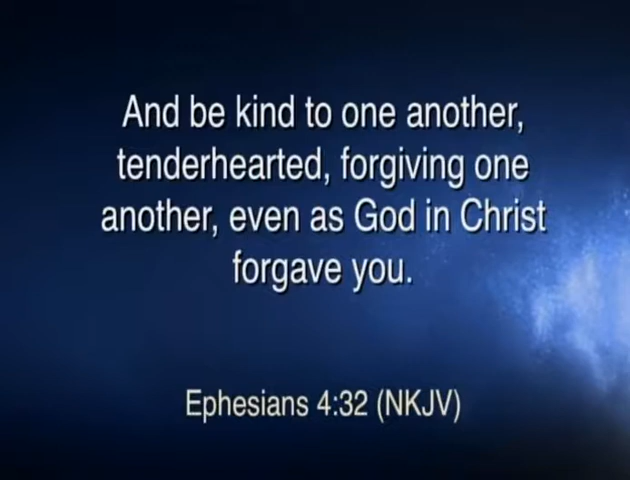 And be kind to one another,
tenderhearted, forgiving one
another, even as God in Christ
forgave you.
Ephesians 4:32 (NKJV)